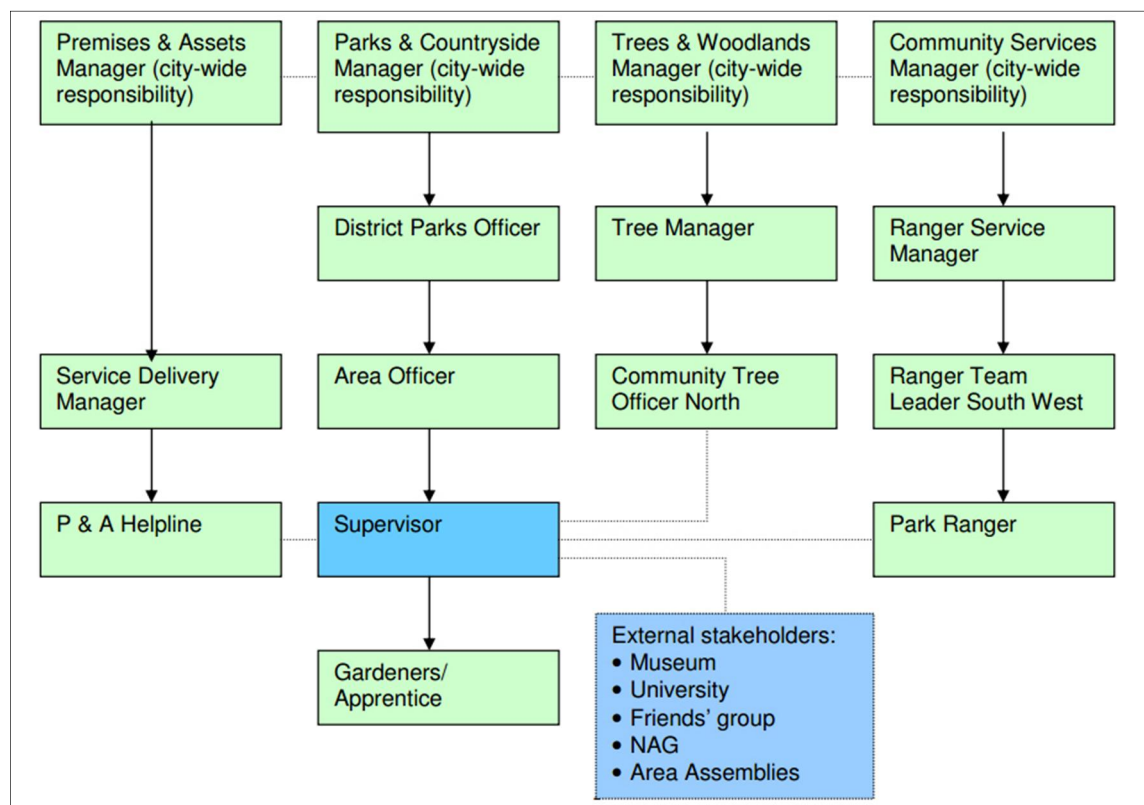 Premises & Assets
Manager (city-wide
responsibility)
Parks & Countryside
Manager (city-wide
responsibility)
Trees & Woodlands
Manager (city-wide
responsibility)
Community Services
Manager (city-wide
responsibility)
District Parks Officer
Tree Manager
Ranger Service
Manager
Service Delivery
Manager
Area Officer
Community Tree
Officer North
Ranger Team
Leader South West
P & A Helpline
Supervisor
Park Ranger
Gardeners/
Apprentice
External stakeholders:
• Museum
• University
• Friends' group
• NAG
• Area Assemblies